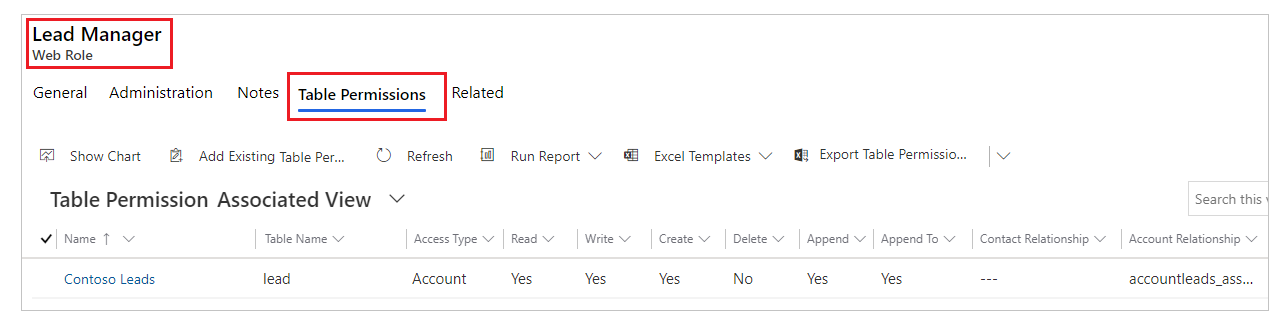 Lead Manager
Web Role
General Administration Notes Table Permissions Related
Show Chart Add Existing Table Per... Refresh Run Report Excel Templates Export Table Permissio...
Table Permission Associated View
Search this
Name ↑ Table Name Access Type Read Write Create Delete Append Append To Contact Relationship Account Relationship
Contoso Leads lead Account Yes Yes Yes No Yes Yes --- accountleads_ass...